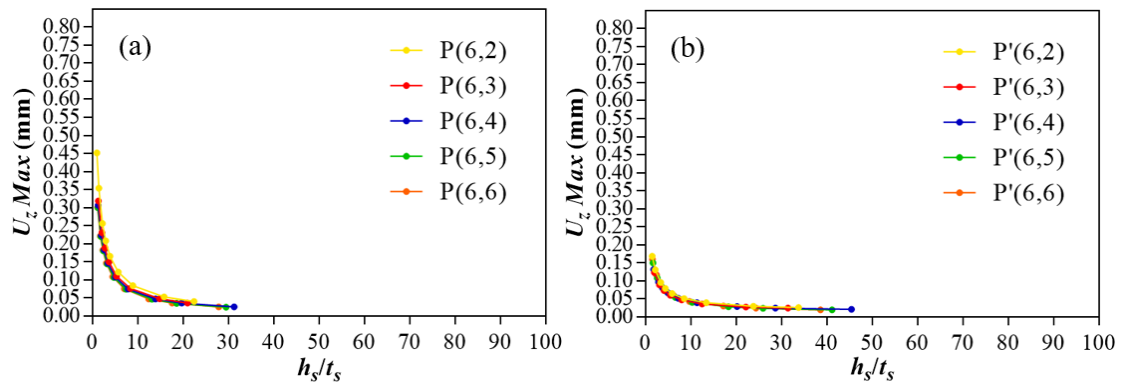 (a)
P(6,2)
P(6,3)
P(6,4)
P(6,5)
P(6,6)
U_z Max (mm)
0.80
0.75
0.70
0.65
0.60
0.55
0.50
0.45
0.40
0.35
0.30
0.25
0.20
0.15
0.10
0.05
0.00
0 10 20 30 40 50 60 70 80 90 100
h_s/t_s
(b)
P'(6,2)
P'(6,3)
P'(6,4)
P'(6,5)
P'(6,6)
U_z Max (mm)
0.80
0.75
0.70
0.65
0.60
0.55
0.50
0.45
0.40
0.35
0.30
0.25
0.20
0.15
0.10
0.05
0.00
0 10 20 30 40 50 60 70 80 90 100
h_s/t_s